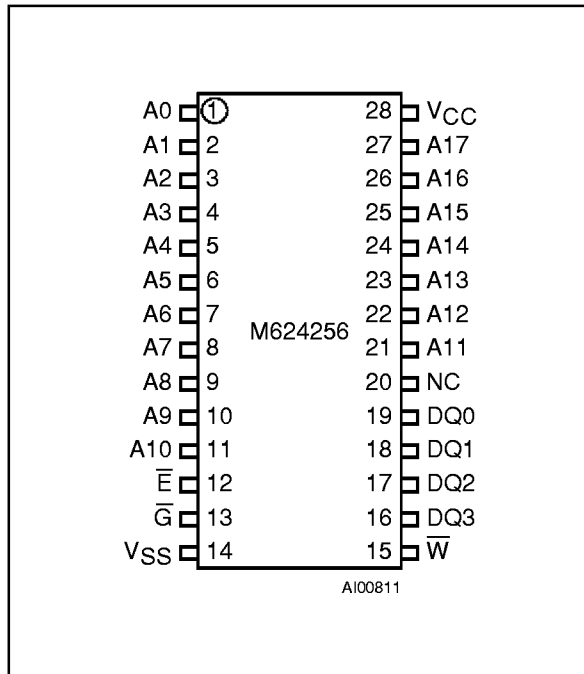 A0 1 28 VCC
A1 2 27 A17
A2 3 26 A16
A3 4 25 A15
A4 5 24 A14
A5 6 23 A13
A6 7 22 A12
M624256
A7 8 21 A11
A8 9 20 NC
A9 10 19 DQ0
A10 11 18 DQ1
E̅ 12 17 DQ2
G̅ 13 16 DQ3
VSS 14 15 W̅
AI00811